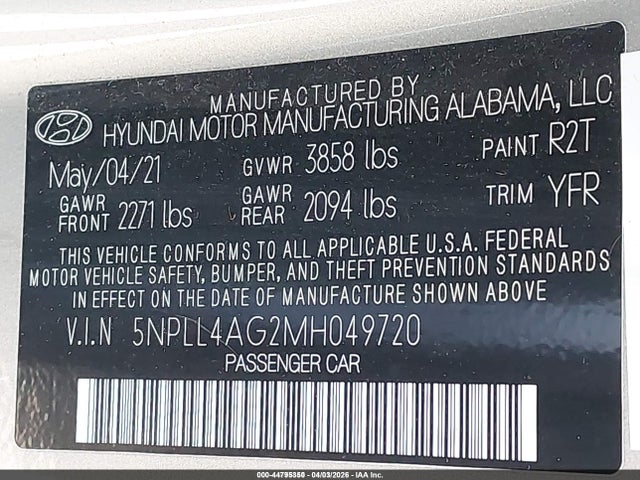 MANUFACTURED BY
HYUNDAI MOTOR MANUFACTURING ALABAMA, LLC
May/04/21 GVWR 3858 lbs PAINT R2T
GAWR FRONT 2271 lbs GAWR REAR 2094 lbs TRIM YFR
THIS VEHICLE CONFORMS TO ALL APPLICABLE U.S.A. FEDERAL
MOTOR VEHICLE SAFETY, BUMPER, AND THEFT PREVENTION STANDARDS
IN EFFECT ON THE DATE OF MANUFACTURE SHOWN ABOVE
V.I.N 5NPLL4AG2MH049720
PASSENGER CAR
000-44795350 - 04/03/2026 - IAA Inc.